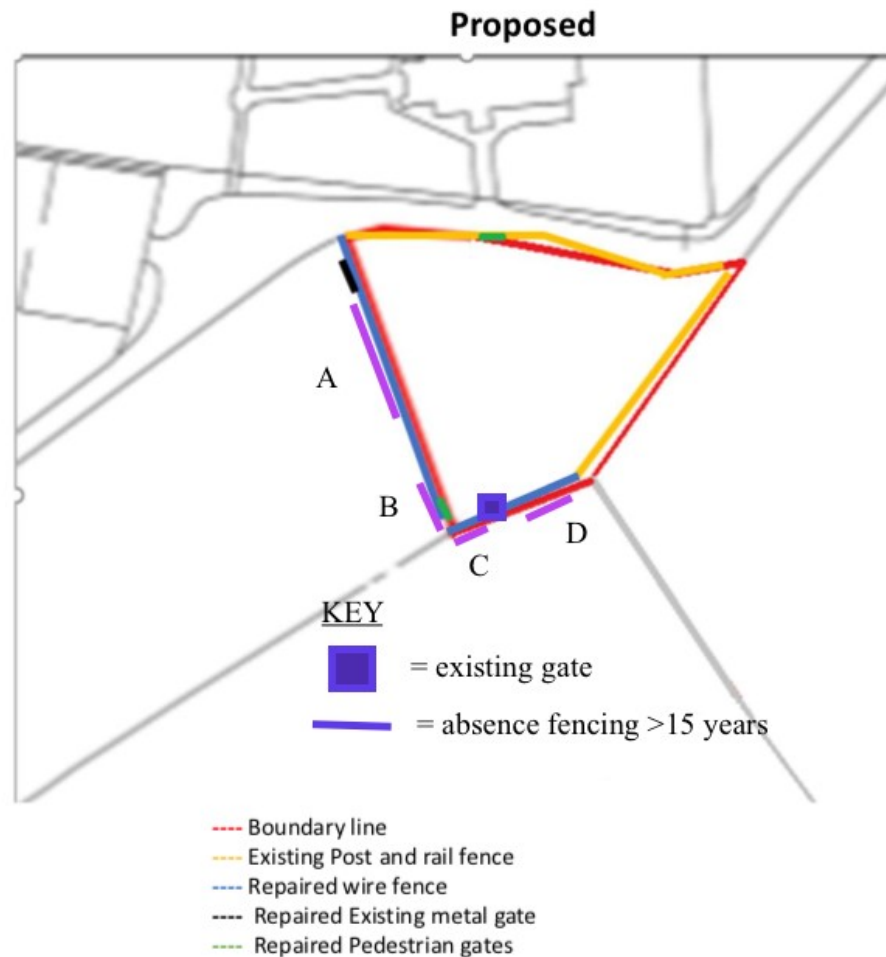 Proposed
A
B
C
D
KEY
= existing gate
= absence fencing >15 years
Boundary line
Existing Post and rail fence
Repaired wire fence
Repaired Existing metal gate
Repaired Pedestrian gates